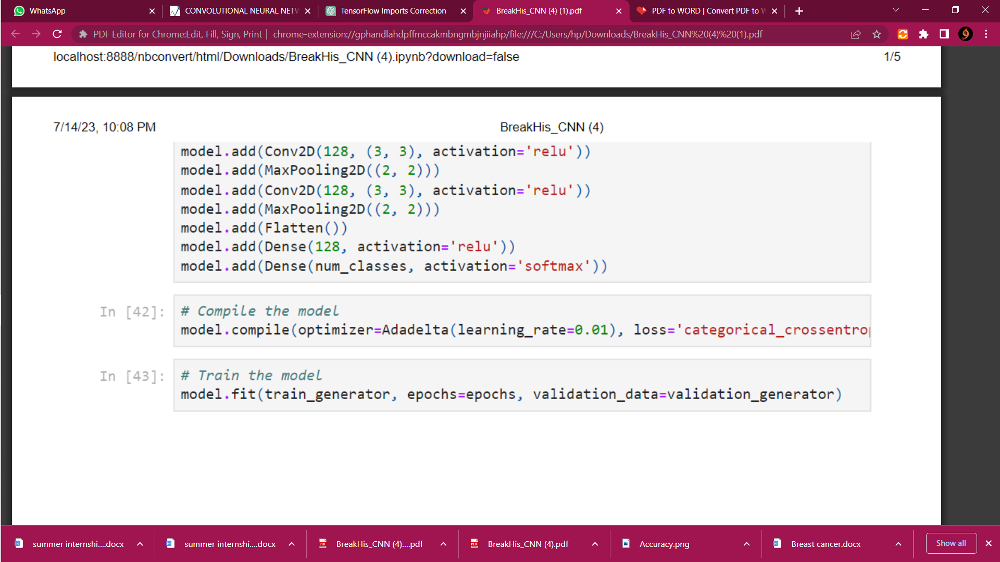 WhatsApp
CONVOLUTIONAL NEURAL NETW
TensorFlow Imports Correction
BreakHis_CNN (4) (1).pdf
PDF to WORD | Convert PDF to W
PDF Editor for Chrome:Edit, Fill, Sign, Print | chrome-extension://gphandlahdpffmccakmbngmbjnjiiahp/file:///C:/Users/hp/Downloads/BreakHis_CNN%20(4)%20(1).pdf
localhost:8888/nbconvert/html/Downloads/BreakHis_CNN (4).ipynb?download=false 1/5
7/14/23, 10:08 PM BreakHis_CNN (4)
model.add(Conv2D(128, (3, 3), activation='relu'))
model.add(MaxPooling2D((2, 2)))
model.add(Conv2D(128, (3, 3), activation='relu'))
model.add(MaxPooling2D((2, 2)))
model.add(Flatten())
model.add(Dense(128, activation='relu'))
model.add(Dense(num_classes, activation='softmax'))
In [42]: # Compile the model
model.compile(optimizer=Adadelta(learning_rate=0.01), loss='categorical_crossentrop
In [43]: # Train the model
model.fit(train_generator, epochs=epochs, validation_data=validation_generator)
summer internshi....docx
summer internshi....docx
BreakHis_CNN (4)....pdf
BreakHis_CNN (4).pdf
Accuracy.png
Breast cancer.docx
Show all